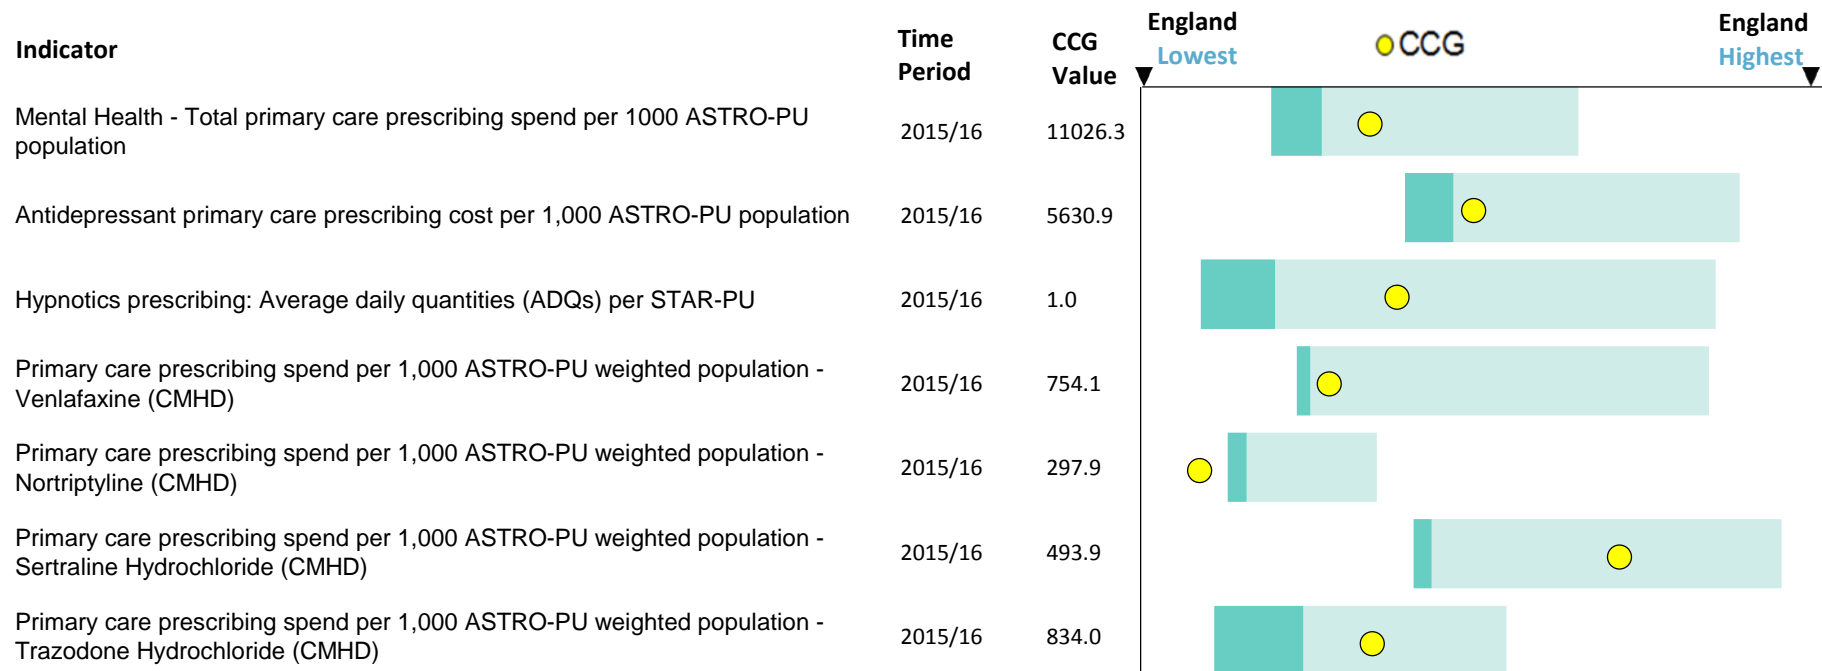 Indicator
Time
Period
CCG
Value
England
Lowest
CCG
England
Highest
Mental Health - Total primary care prescribing spend per 1000 ASTRO-PU
population
2015/16
11026.3
Antidepressant primary care prescribing cost per 1,000 ASTRO-PU population
2015/16
5630.9
Hypnotics prescribing: Average daily quantities (ADQs) per STAR-PU
2015/16
1.0
Primary care prescribing spend per 1,000 ASTRO-PU weighted population -
Venlafaxine (CMHD)
2015/16
754.1
Primary care prescribing spend per 1,000 ASTRO-PU weighted population -
Nortriptyline (CMHD)
2015/16
297.9
Primary care prescribing spend per 1,000 ASTRO-PU weighted population -
Sertraline Hydrochloride (CMHD)
2015/16
493.9
Primary care prescribing spend per 1,000 ASTRO-PU weighted population -
Trazodone Hydrochloride (CMHD)
2015/16
834.0